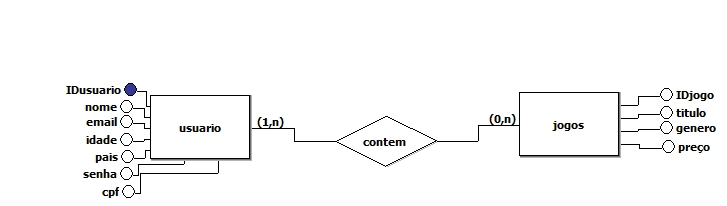 IDusuario
nome
email
idade
pais
senha
cpf
usuario
(1,n)
contem
(0,n)
jogos
IDjogo
titulo
genero
preço